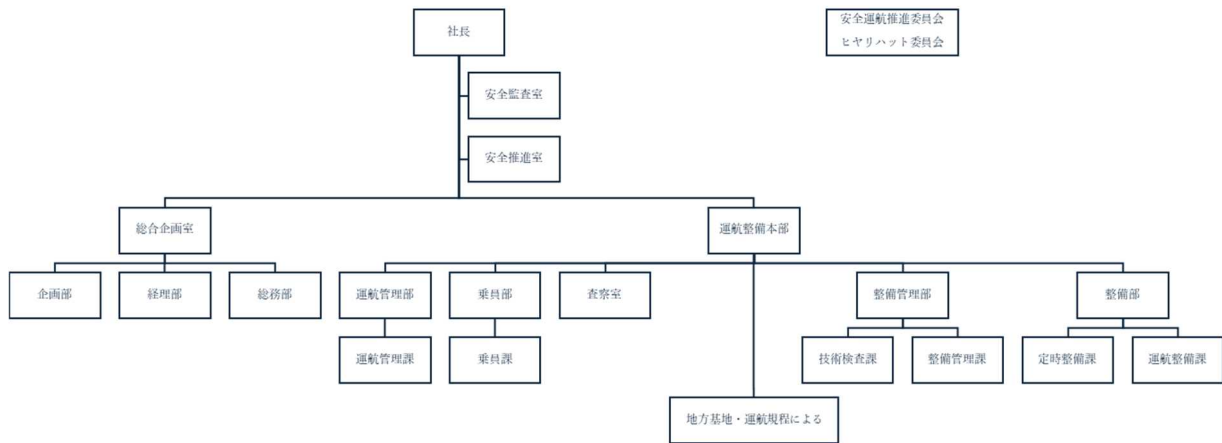 社長
安全運航推進委員会
ヒヤリハット委員会
安全監査室
安全推進室
総合企画室
運航整備本部
企画部
経理部
総務部
運航管理部
乗員部
査察室
整備管理部
整備部
運航管理課
乗員課
技術検査課
整備管理課
定時整備課
運航整備課
地方基地・運航規程による